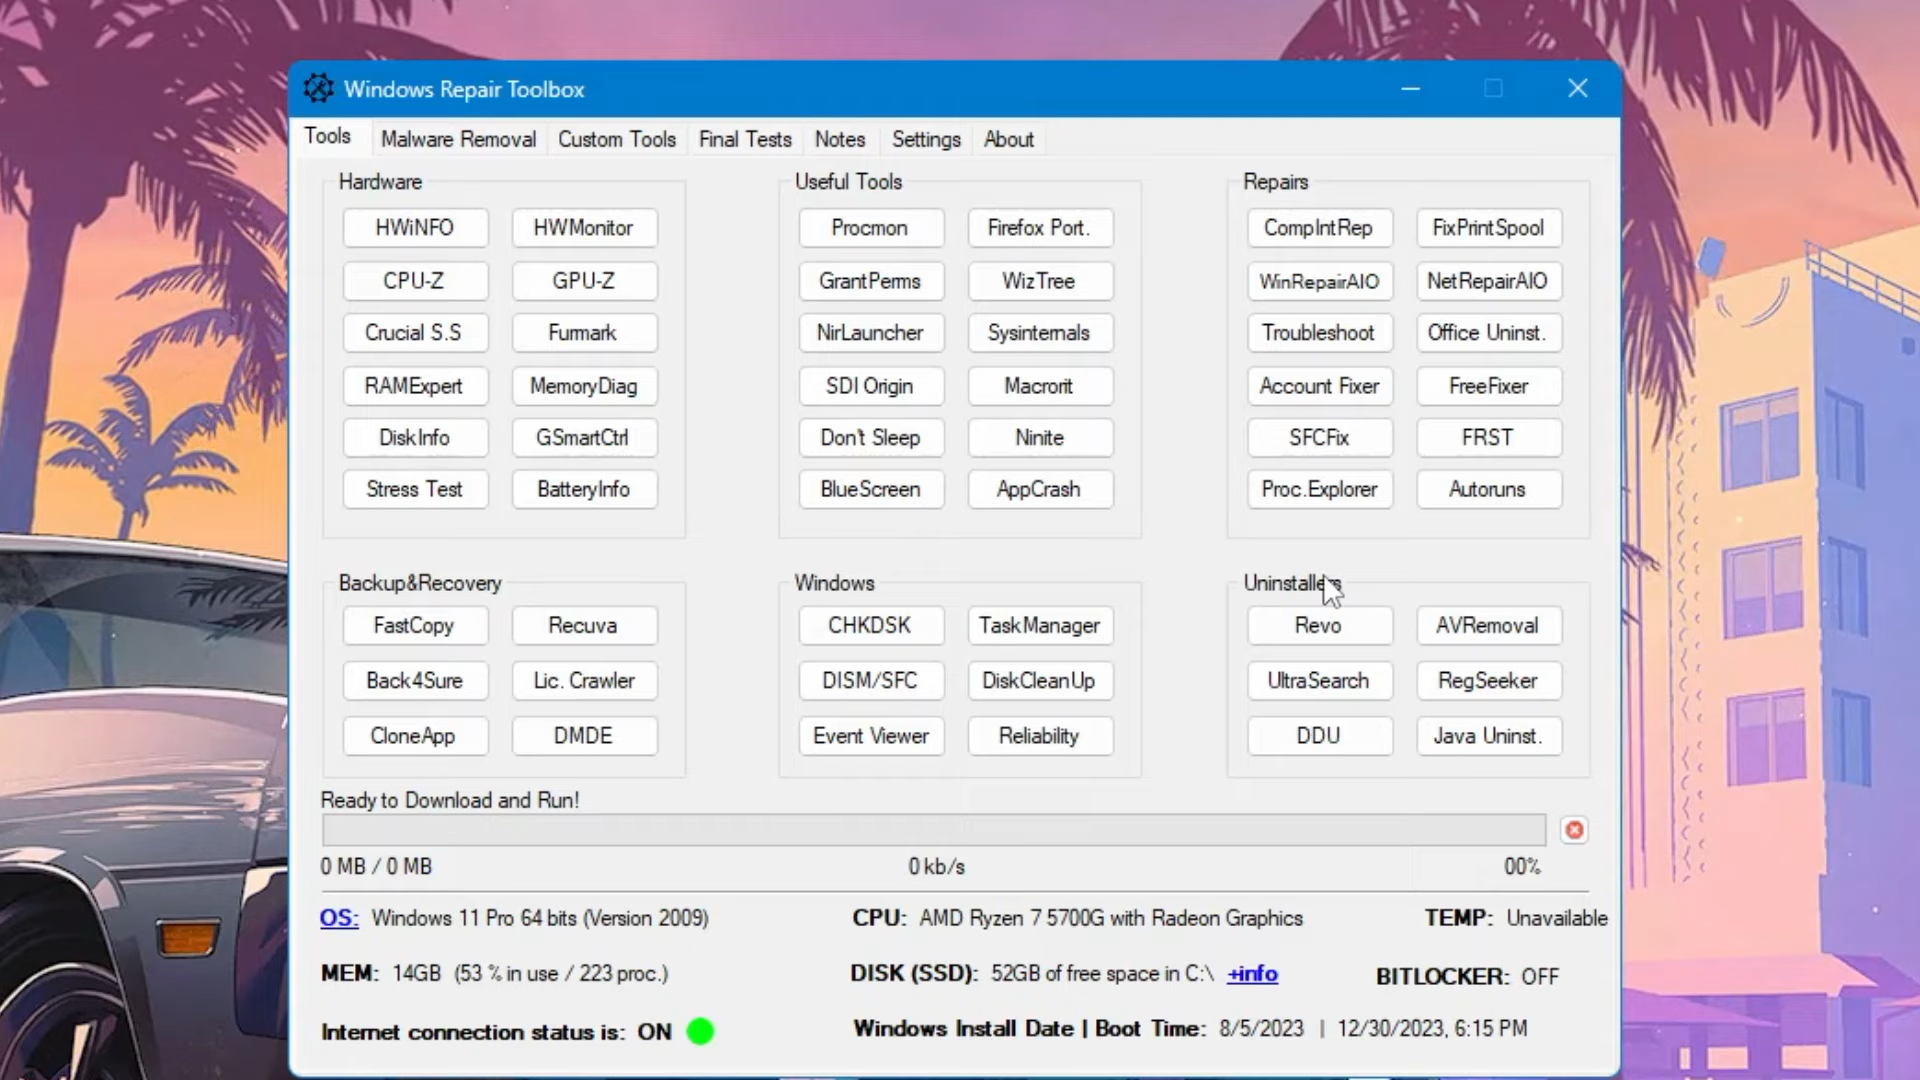 Windows Repair Toolbox
Tools Malware Removal Custom Tools Final Tests Notes Settings About
Hardware
HWiNFO HWMonitor
CPU-Z GPU-Z
Crucial S.S Furmark
RAMExpert MemoryDiag
DiskInfo GSmartCtrl
Stress Test BatteryInfo
Useful Tools
Procmon Firefox Port.
GrantPerms WizTree
NirLauncher Sysinternals
SDI Origin Macrorit
Don't Sleep Ninite
BlueScreen AppCrash
Repairs
CompIntRep FixPrintSpool
WinRepairAIO NetRepairAIO
Troubleshoot Office Uninst.
Account Fixer FreeFixer
SFCFix FRST
Proc.Explorer Autoruns
Backup&Recovery
FastCopy Recuva
Back4Sure Lic. Crawler
CloneApp DMDE
Windows
CHKDSK TaskManager
DISM/SFC DiskCleanUp
Event Viewer Reliability
Uninstallers
Revo AVRemoval
UltraSearch RegSeeker
DDU Java Uninst.
Ready to Download and Run!
0 MB / 0 MB 0 kb/s 00%
OS: Windows 11 Pro 64 bits (Version 2009) CPU: AMD Ryzen 7 5700G with Radeon Graphics TEMP: Unavailable
MEM: 14GB (53 % in use / 223 proc.) DISK (SSD): 52GB of free space in C:\ +info BITLOCKER: OFF
Internet connection status is: ON Windows Install Date | Boot Time: 8/5/2023 | 12/30/2023, 6:15 PM